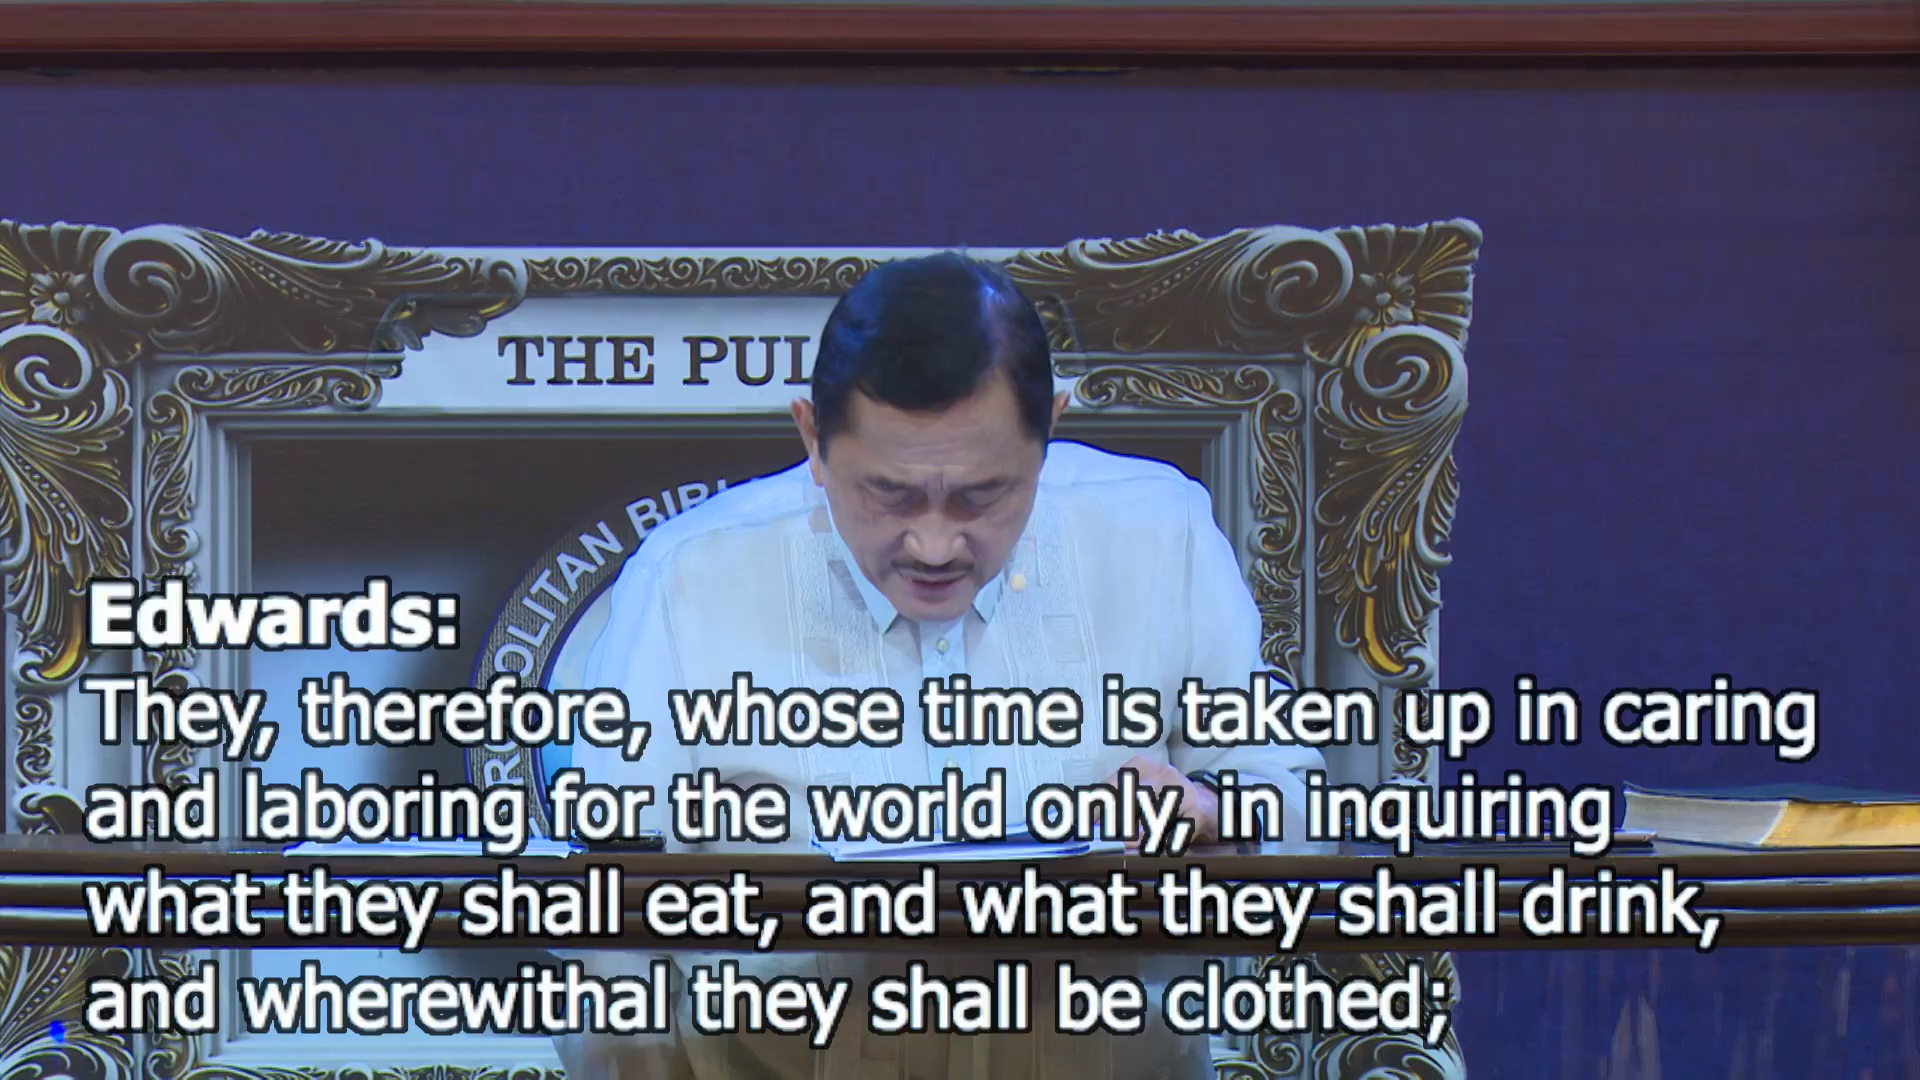 THE PUL
OLITAN BIBL
Edwards:
They, therefore, whose time is taken up in caring
and laboring for the world only, in inquiring
what they shall eat, and what they shall drink,
and wherewithal they shall be clothed;